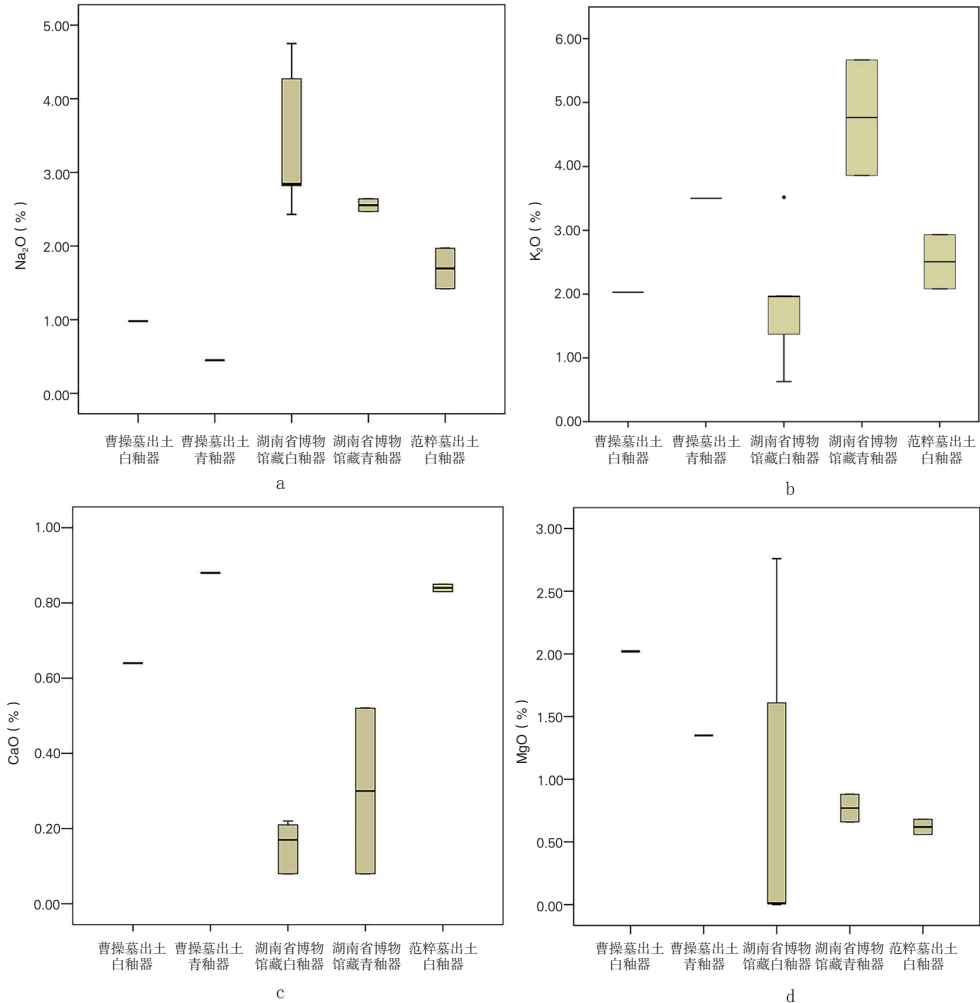 5.00
4.00
3.00
2.00
1.00
0.00
Na₂O（%）
曹操墓出土 曹操墓出土 湖南省博物 湖南省博物 范粹墓出土
白釉器 青釉器 馆藏白釉器 馆藏青釉器 白釉器
a
6.00
5.00
4.00
3.00
2.00
1.00
0.00
K₂O（%）
曹操墓出土 曹操墓出土 湖南省博物 湖南省博物 范粹墓出土
白釉器 青釉器 馆藏白釉器 馆藏青釉器 白釉器
b
1.00
0.80
0.60
0.40
0.20
0.00
CaO（%）
曹操墓出土 曹操墓出土 湖南省博物 湖南省博物 范粹墓出土
白釉器 青釉器 馆藏白釉器 馆藏青釉器 白釉器
c
3.00
2.50
2.00
1.50
1.00
0.50
0.00
MgO（%）
曹操墓出土 曹操墓出土 湖南省博物 湖南省博物 范粹墓出土
白釉器 青釉器 馆藏白釉器 馆藏青釉器 白釉器
d